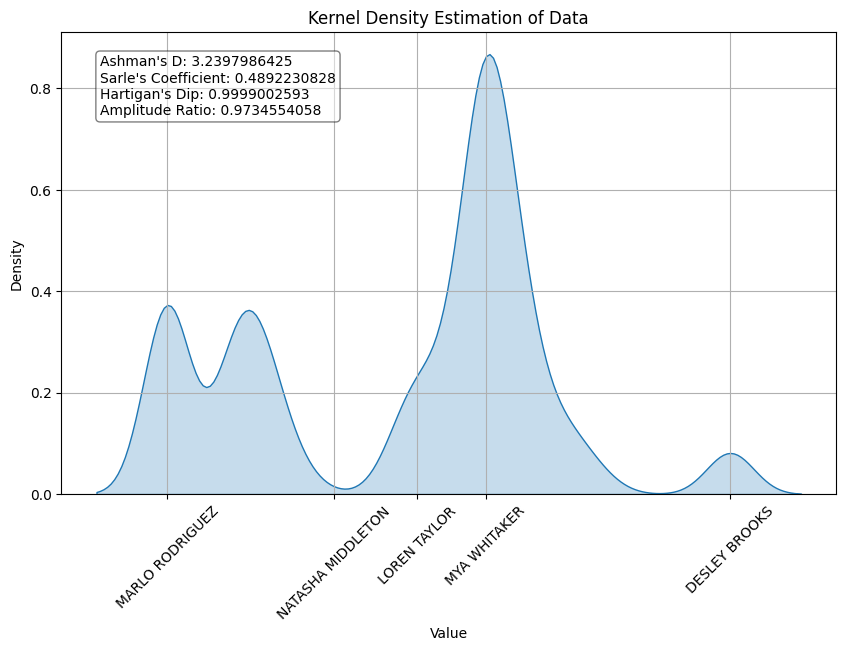 Kernel Density Estimation of Data
Ashman's D: 3.2397986425
Sarle's Coefficient: 0.4892230828
Hartigan's Dip: 0.9999002593
Amplitude Ratio: 0.9734554058
Density
0.8
0.6
0.4
0.2
0.0
MARLO RODRIGUEZ
NATASHA MIDDLETON
LOREN TAYLOR
MYA WHITAKER
DESLEY BROOKS
Value